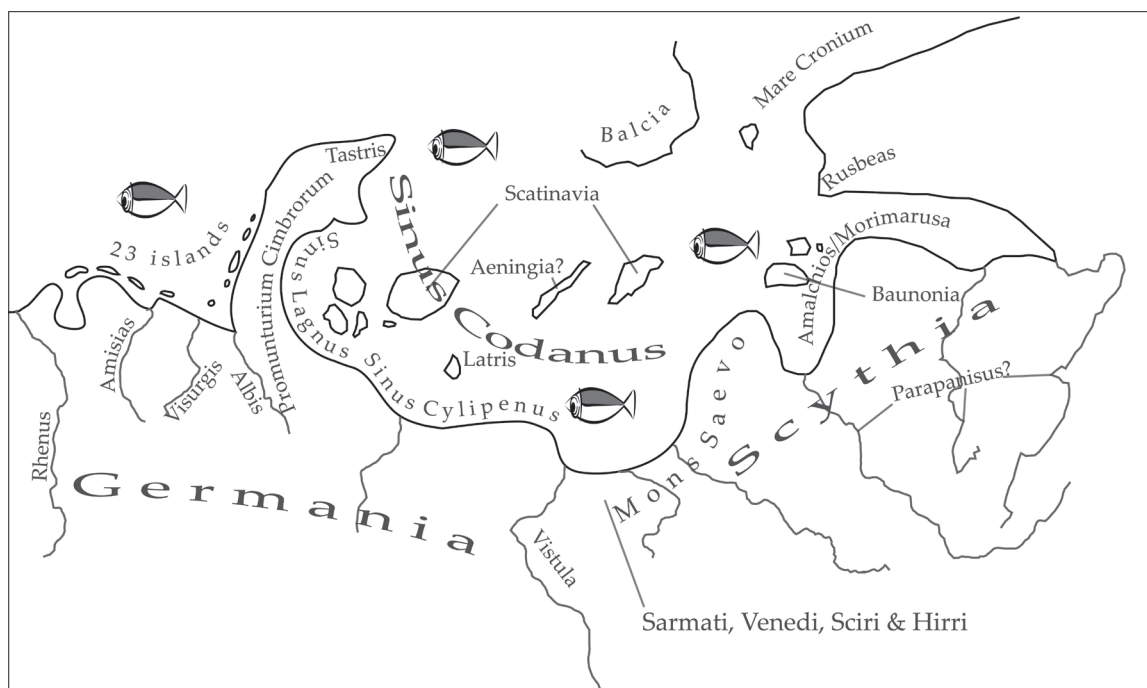 Mare Cronium
Balcia
Tastris
Rusbeas
Sinus Codanus
Scatinavia
23 islands
Promunturium Cimbrorum
Sinus Lagnus
Aeningia?
Amalchios/Morimarusa
Baunonia
Scythia
Latris
Sinus Cylipenus
Parapanisus?
Mons Saevo
Amisias
Visurgis
Albis
Rhenus
Germania
Vistula
Sarmati, Venedi, Sciri & Hirri